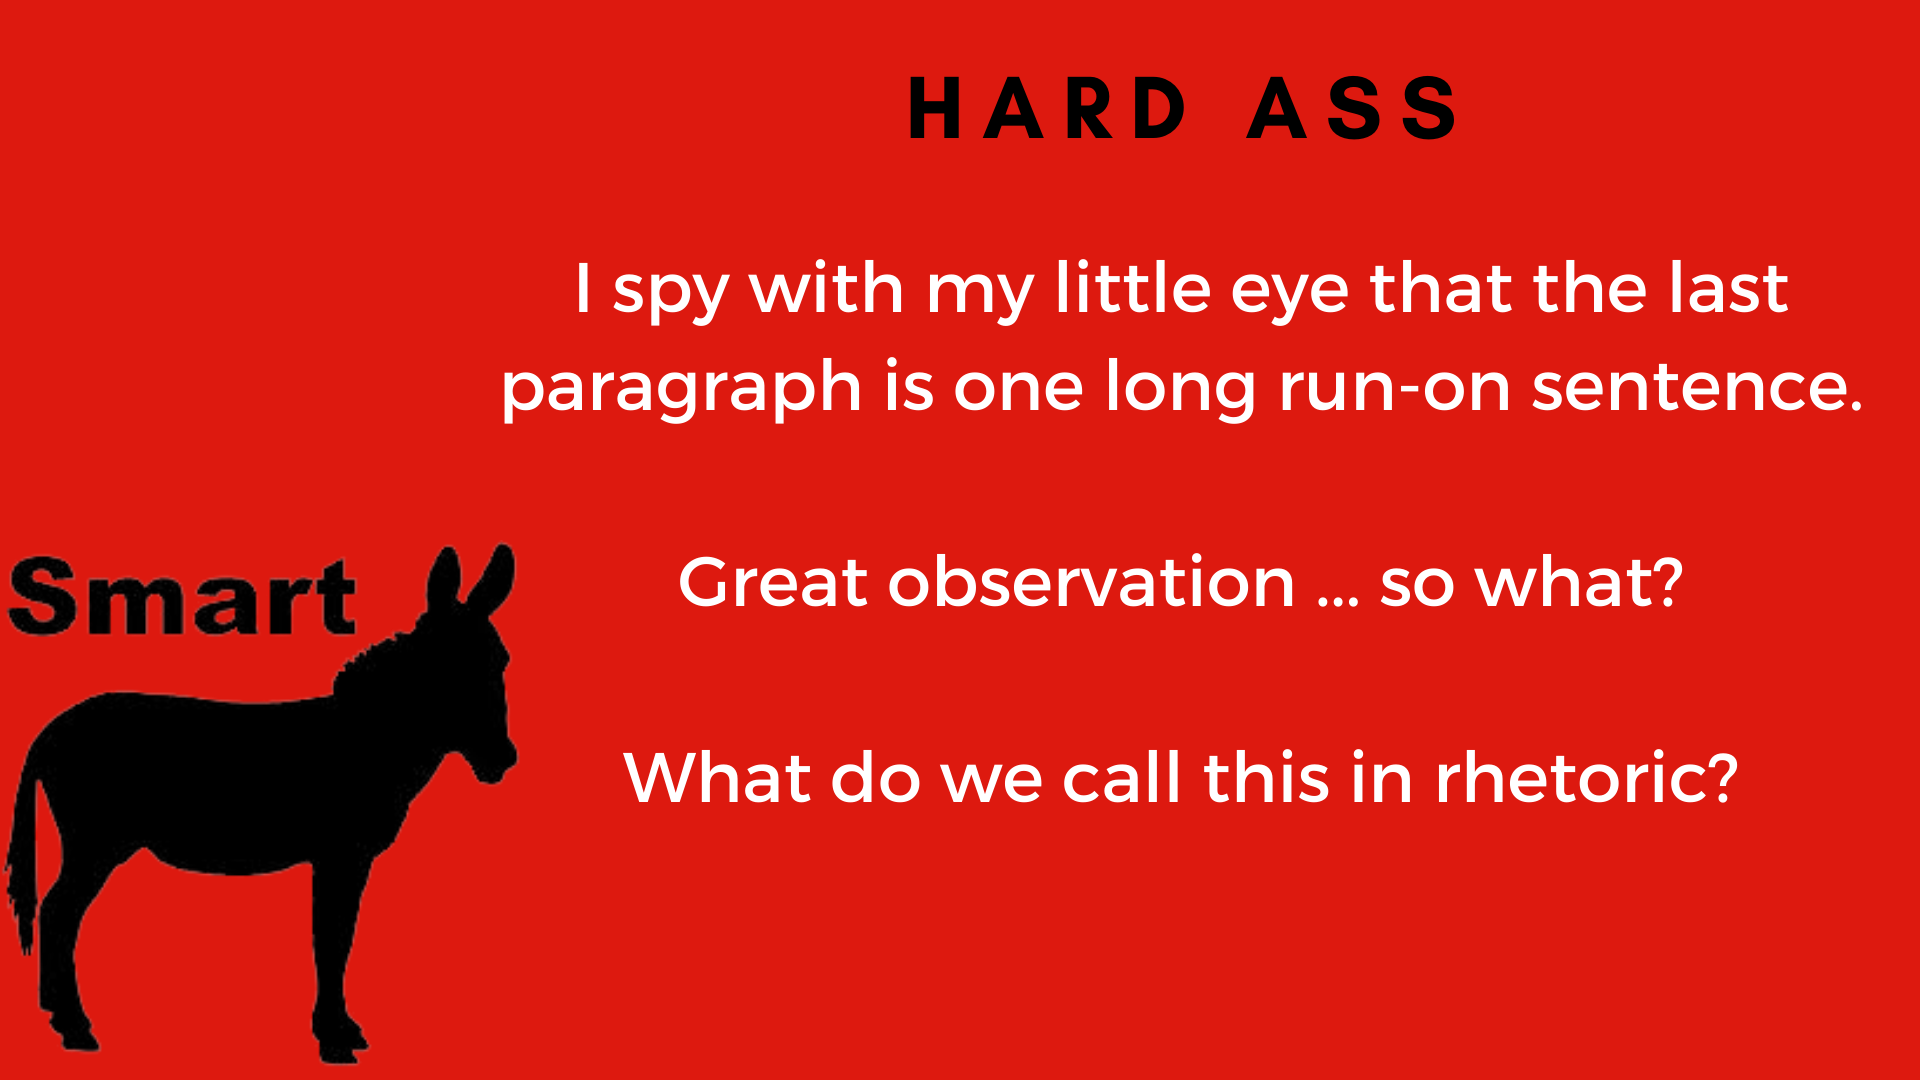 HARD ASS
I spy with my little eye that the last
paragraph is one long run-on sentence.
Great observation ... so what?
Smart
What do we call this in rhetoric?